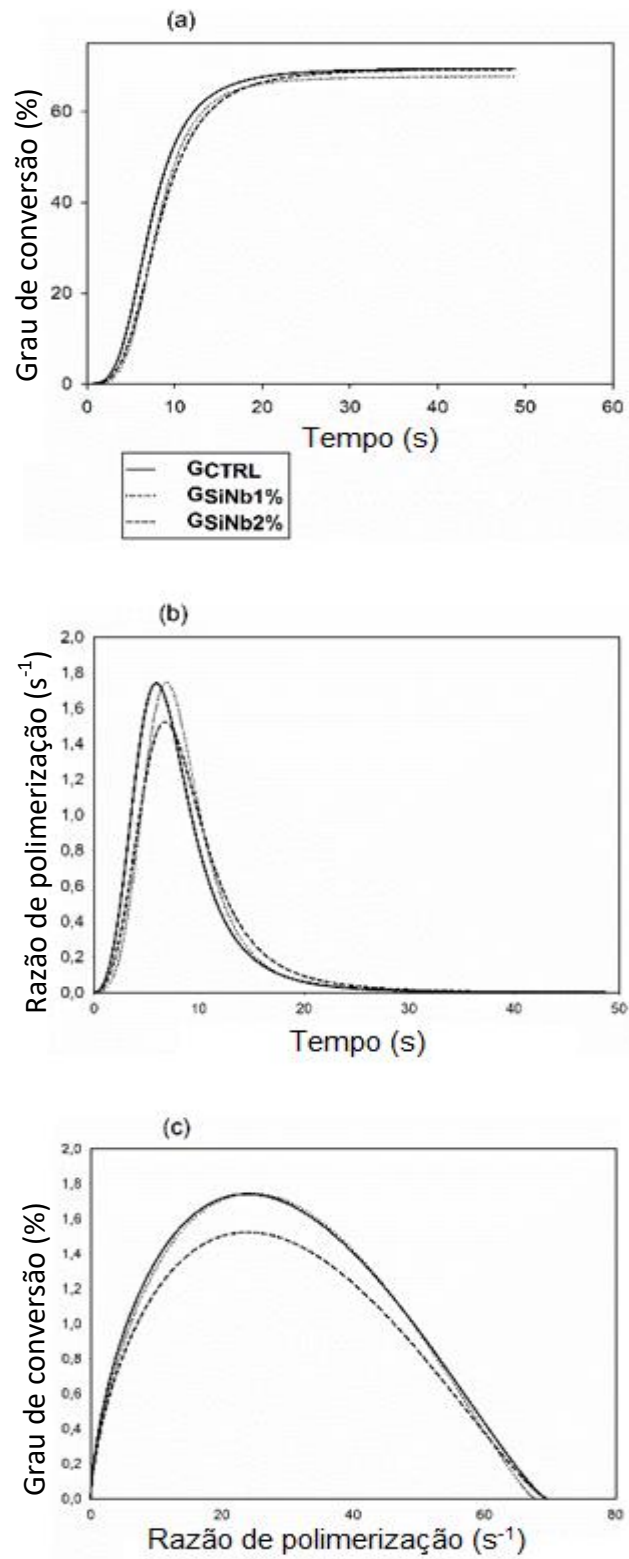 (a)
Grau de conversão (%)
60
40
20
0
0 10 20 30 40 50 60
Tempo (s)
GCTRL
GSiNb1%
GSiNb2%
(b)
Razão de polimerização (s-1)
2,0
1,8
1,6
1,4
1,2
1,0
0,8
0,6
0,4
0,2
0,0
0 10 20 30 40 50
Tempo (s)
(c)
Grau de conversão (%)
2,0
1,8
1,6
1,4
1,2
1,0
0,8
0,6
0,4
0,2
0,0
0 20 40 60 80
Razão de polimerização (s-1)